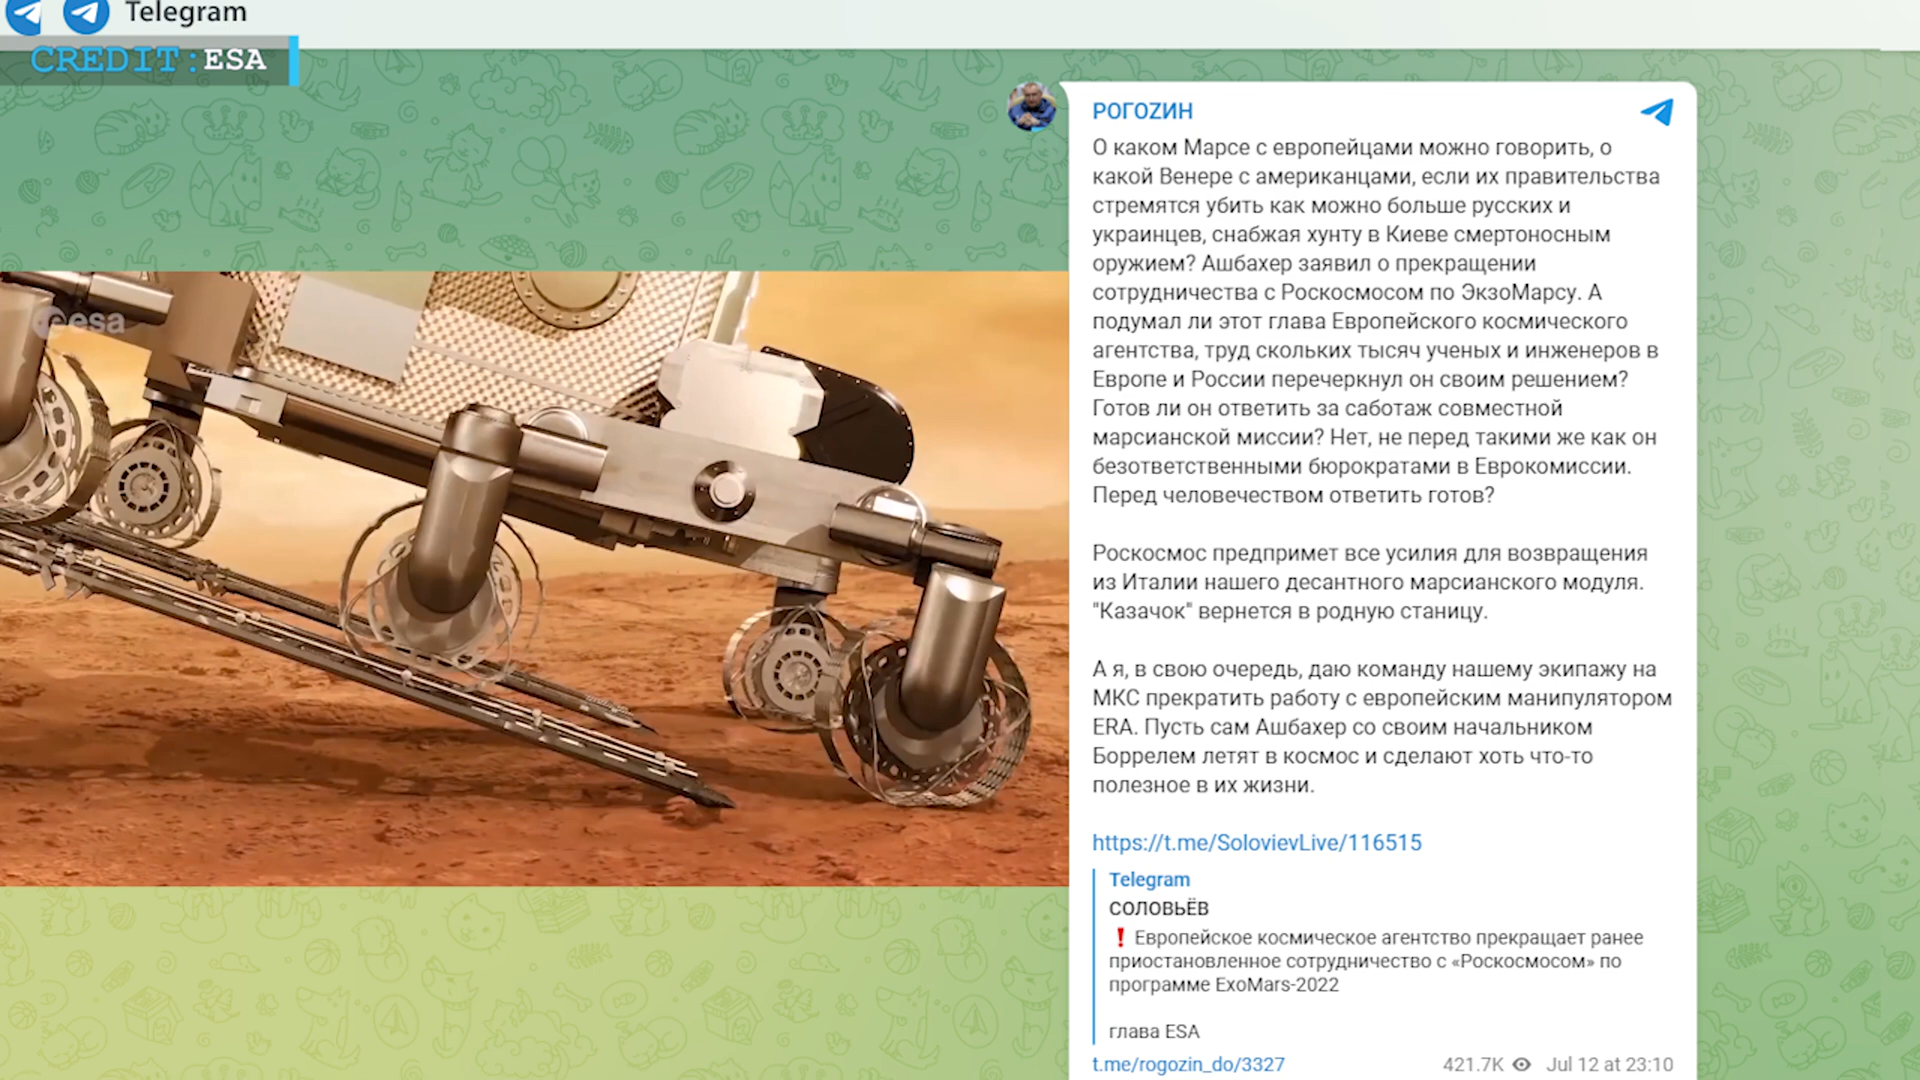 Telegram
CREDIT:ESA
esa
РОГОZИН
О каком Марсе с европейцами можно говорить, о
какой Венере с американцами, если их правительства
стремятся убить как можно больше русских и
украинцев, снабжая хунту в Киеве смертоносным
оружием? Ашбахер заявил о прекращении
сотрудничества с Роскосмосом по ЭкзоМарсу. А
подумал ли этот глава Европейского космического
агентства, труд скольких тысяч ученых и инженеров в
Европе и России перечеркнул он своим решением?
Готов ли он ответить за саботаж совместной
марсианской миссии? Нет, не перед такими же как он
безответственными бюрократами в Еврокомиссии.
Перед человечеством ответить готов?
Роскосмос предпримет все усилия для возвращения
из Италии нашего десантного марсианского модуля.
"Казачок" вернется в родную станицу.
А я, в свою очередь, даю команду нашему экипажу на
МКС прекратить работу с европейским манипулятором
ERA. Пусть сам Ашбахер со своим начальником
Боррелем летят в космос и сделают хоть что-то
полезное в их жизни.
https://t.me/SolovievLive/116515
Telegram
СОЛОВЬЁВ
❗ Европейское космическое агентство прекращает ранее
приостановленное сотрудничество с «Роскосмосом» по
программе ExoMars-2022
глава ESA
t.me/rogozin_do/3327 421.7K Jul 12 at 23:10